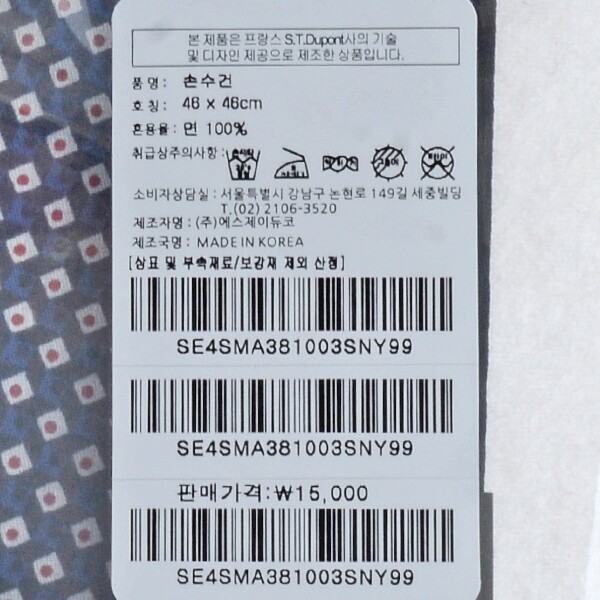 본 제품은 프랑스 S.T.Dupont사의 기술
및 디자인 제공으로 제조한 상품입니다.
품 명 : 손수건
호 칭 : 46 x 46cm
혼용율 : 면 100%
취급상주의사항 :
소비자상담실 : 서울특별시 강남구 논현로 149길 세중빌딩
T.(02) 2106-3520
제조자명 : (주)에스제이듀코
제조국명 : MADE IN KOREA
[상표 및 부속재료/보강재 제외 산정]
SE4SMA381003SNY99
SE4SMA381003SNY99
판매가격:₩15,000
SE4SMA381003SNY99